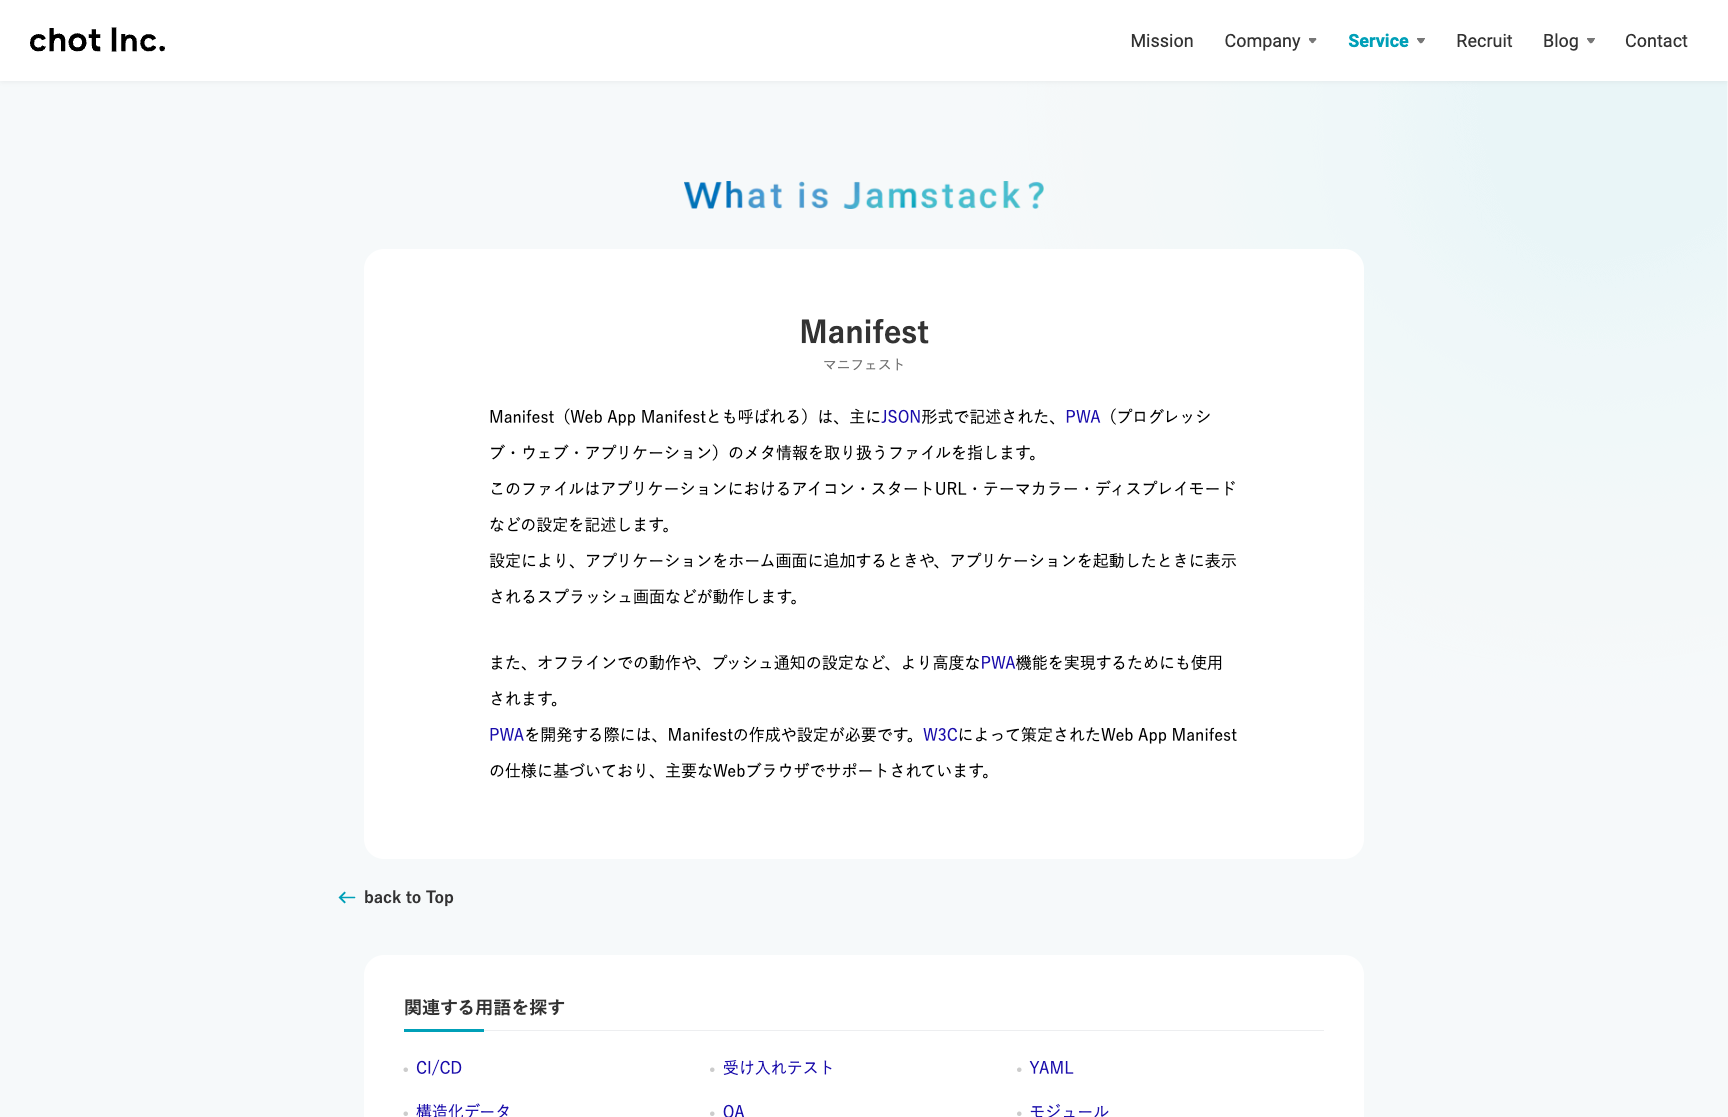 chot Inc.
Mission Company Service Recruit Blog Contact
What is Jamstack?
Manifest
マニフェスト
Manifest（Web App Manifestとも呼ばれる）は、主にJSON形式で記述された、PWA（プログレッシ
ブ・ウェブ・アプリケーション）のメタ情報を取り扱うファイルを指します。
このファイルはアプリケーションにおけるアイコン・スタートURL・テーマカラー・ディスプレイモード
などの設定を記述します。
設定により、アプリケーションをホーム画面に追加するときや、アプリケーションを起動したときに表示
されるスプラッシュ画面などが動作します。
また、オフラインでの動作や、プッシュ通知の設定など、より高度なPWA機能を実現するためにも使用
されます。
PWAを開発する際には、Manifestの作成や設定が必要です。W3Cによって策定されたWeb App Manifest
の仕様に基づいており、主要なWebブラウザでサポートされています。
← back to Top
関連する用語を探す
CI/CD 受け入れテスト YAML
構造化データ QA モジュール